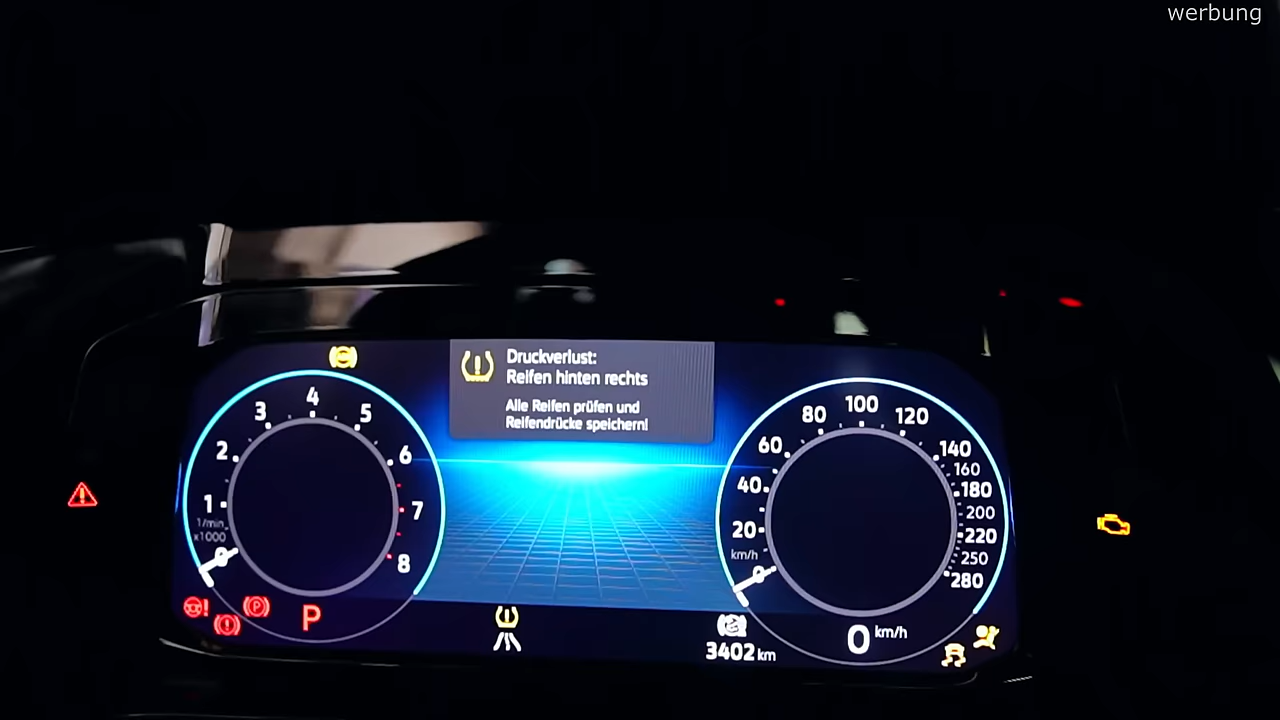 werbung
Druckverlust:
Reifen hinten rechts
Alle Reifen prüfen und
Reifendrücke speichern!
1 2 3 4 5 6 7 8
1/min
x1000
0
P
0 20 40 60 80 100 120 140 160 180 200 220 250 280
km/h
0 km/h
3402 km